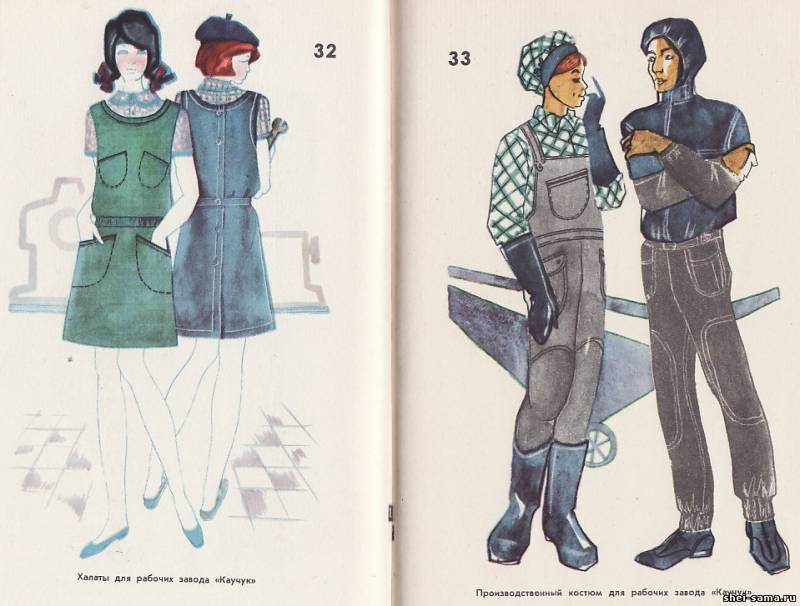 32
33
Халаты для рабочих завода «Каучук»
Производственный костюм для рабочих завода «Каучук»
shei-sama.ru